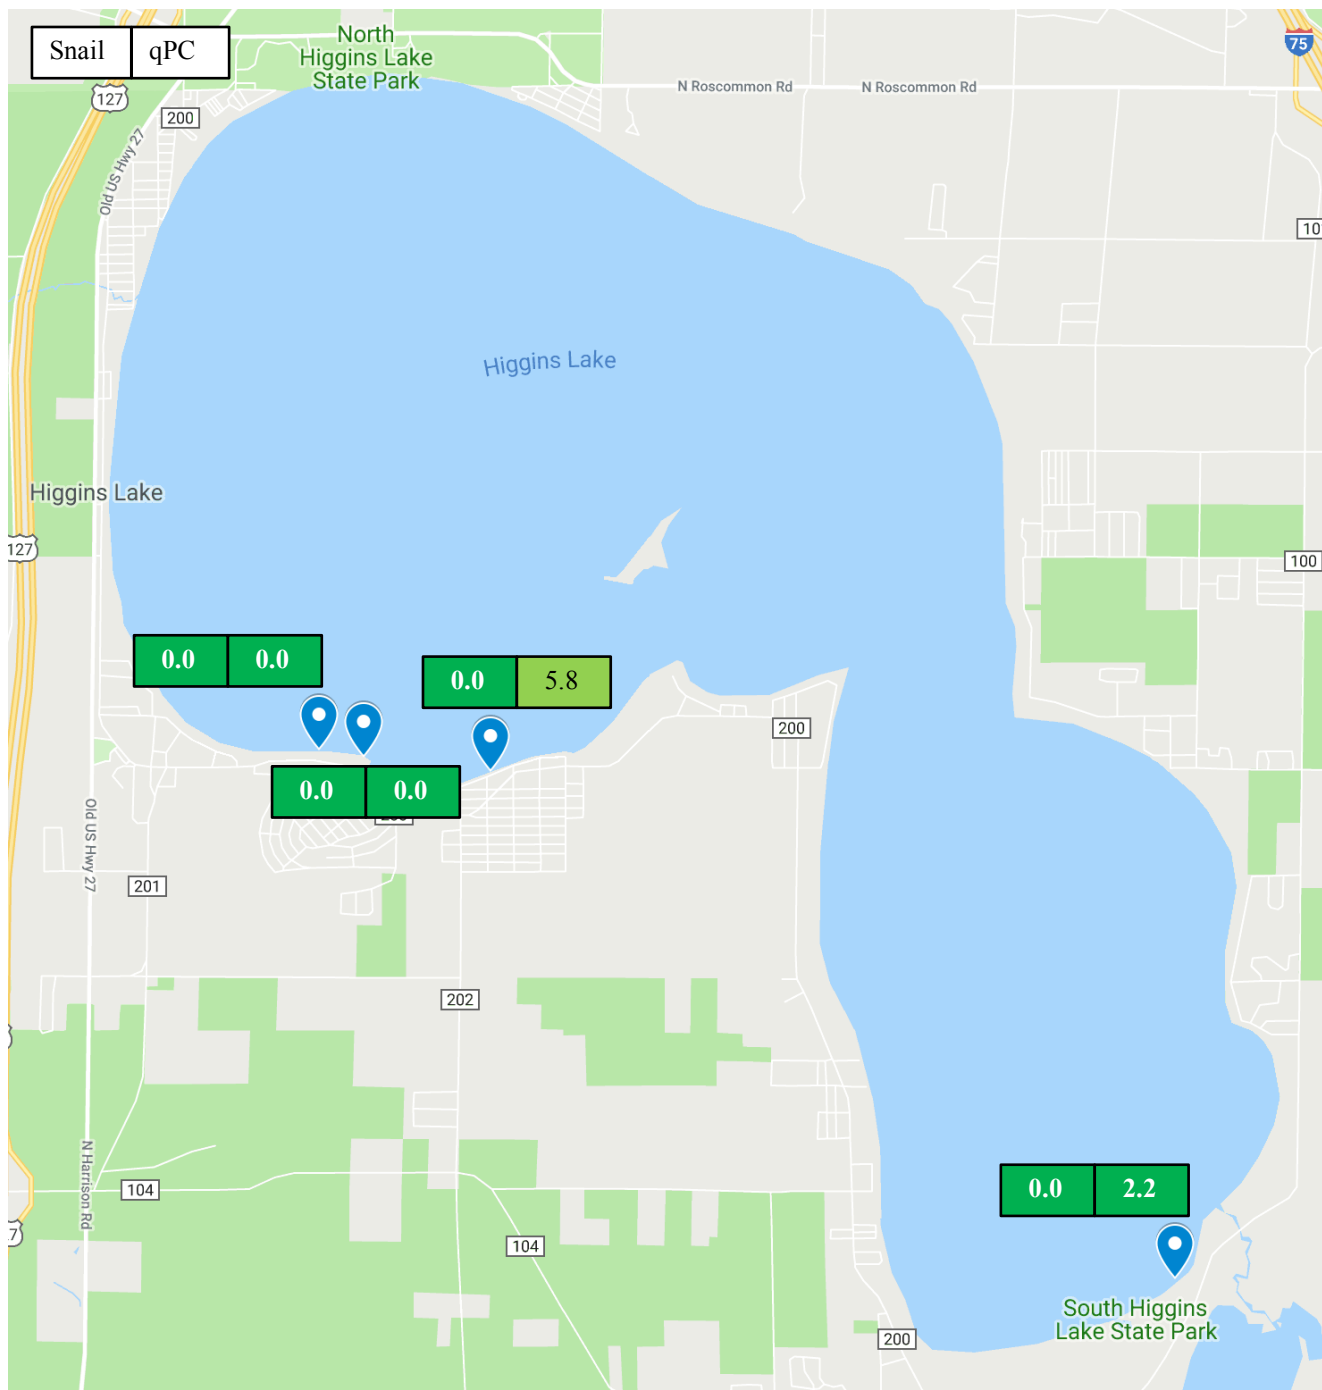 Snail qPC
North
Higgins Lake
State Park
75
127
N Roscommon Rd
N Roscommon Rd
200
Old US Hwy 27
10
Higgins Lake
Higgins Lake
127
100
0.0 0.0
0.0 5.8
200
0.0 0.0
Old US Hwy 27
201
202
N Harrison Rd
104
0.0 2.2
7
104
South Higgins
Lake State Park
200